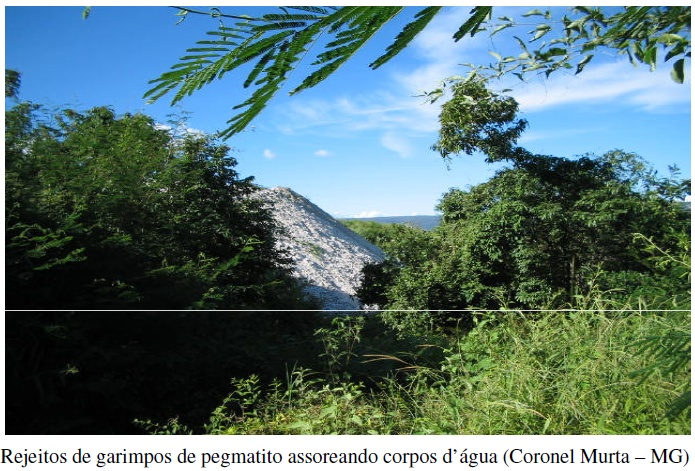 Rejeitos de garimpos de pegmatito assoreando corpos d’água (Coronel Murta – MG)